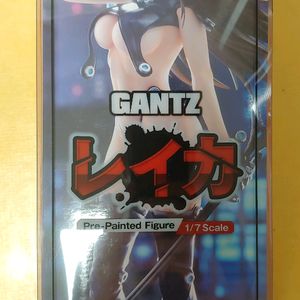 GANTZ
レイカ
Pre-Painted Figure 1/7 Scale